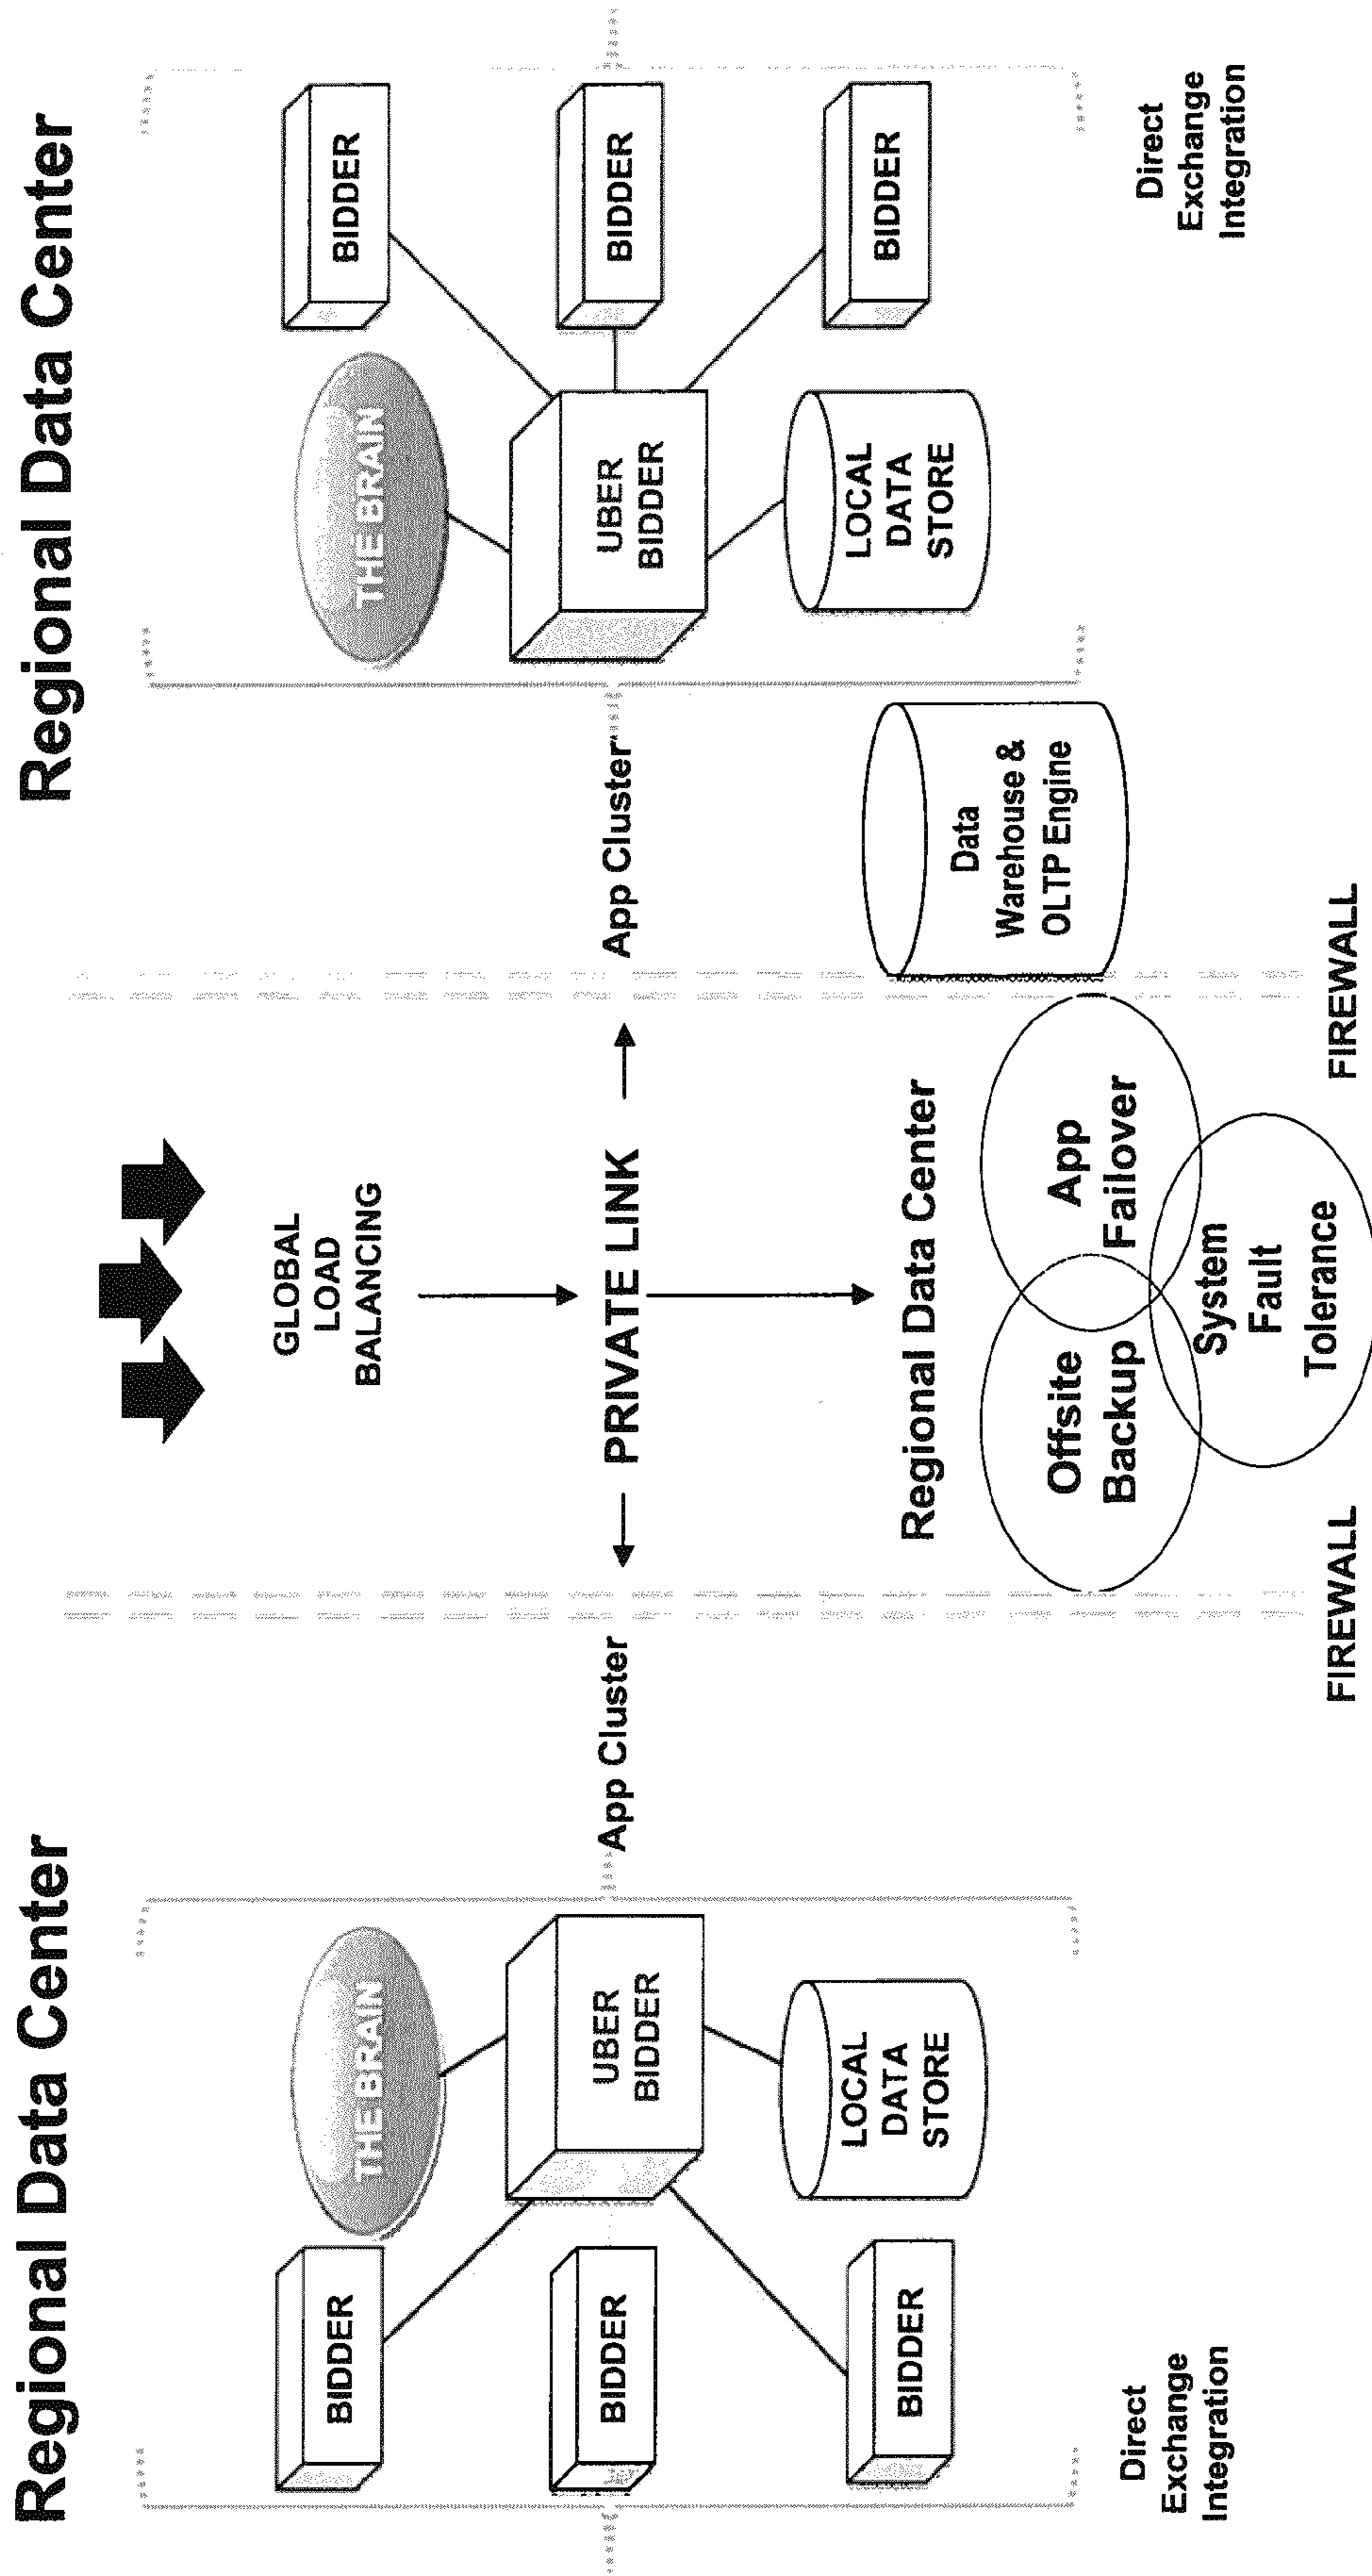 Regional Data Center
Regional Data Center
GLOBAL
LOAD
BALANCING
BIDDER
THE BRAIN
THE BRAIN
BIDDER
BIDDER
UBER
BIDDER
App Cluster
PRIVATE LINK
App Cluster
UBER
BIDDER
BIDDER
BIDDER
LOCAL
DATA
STORE
Regional Data Center
Data
Warehouse &
OLTP Engine
LOCAL
DATA
STORE
BIDDER
Direct
Exchange
Integration
Offsite
Backup
App
Failover
System
Fault
Tolerance
Direct
Exchange
Integration
FIREWALL
FIREWALL